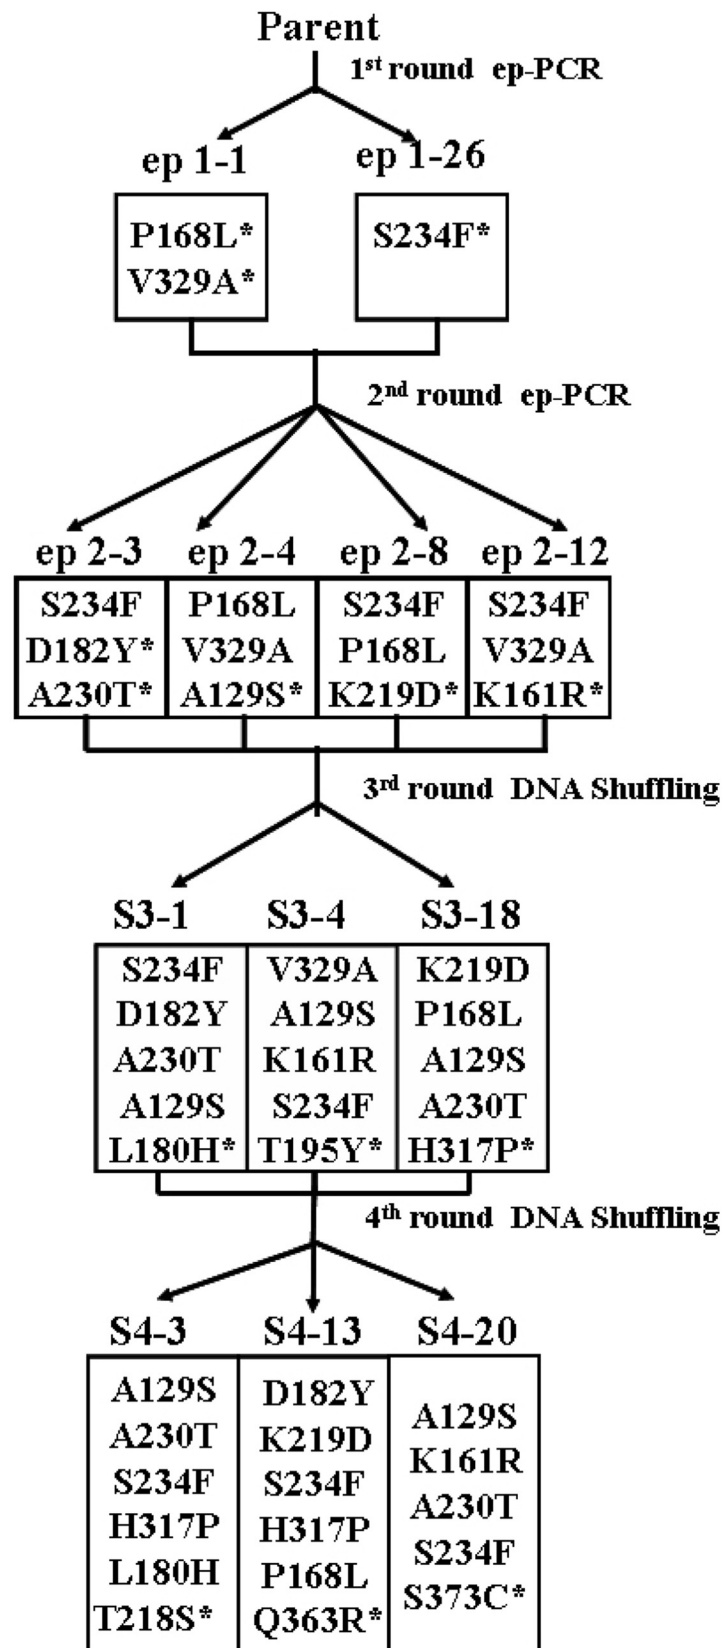 Parent
1st round ep-PCR
ep 1-1
ep 1-26
P168L*
V329A*
S234F*
2nd round ep-PCR
ep 2-3
ep 2-4
ep 2-8
ep 2-12
S234F
D182Y*
A230T*
P168L
V329A
A129S*
S234F
P168L
K219D*
S234F
V329A
K161R*
3rd round DNA Shuffling
S3-1
S3-4
S3-18
S234F
D182Y
A230T
A129S
L180H*
V329A
A129S
K161R
S234F
T195Y*
K219D
P168L
A129S
A230T
H317P*
4th round DNA Shuffling
S4-3
S4-13
S4-20
A129S
A230T
S234F
H317P
L180H
T218S*
D182Y
K219D
S234F
H317P
P168L
Q363R*
A129S
K161R
A230T
S234F
S373C*